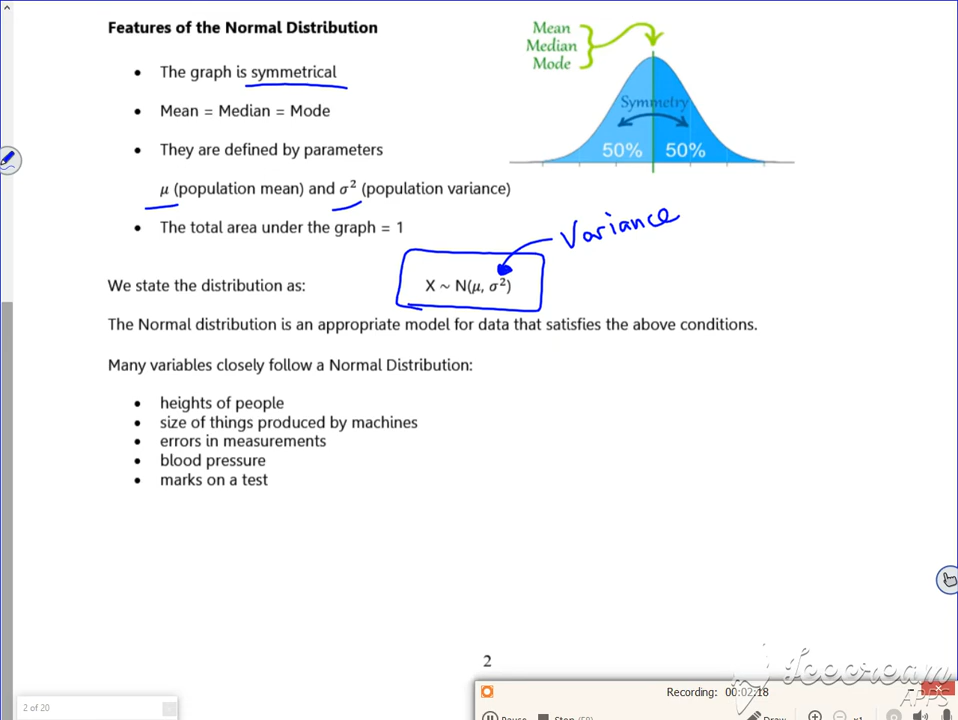 Features of the Normal Distribution
Mean
Median
Mode
• The graph is symmetrical
Symmetry
• Mean = Median = Mode
• They are defined by parameters
50% 50%
μ (population mean) and σ² (population variance)
• The total area under the graph = 1
Variance
We state the distribution as: X ~ N(μ, σ²)
The Normal distribution is an appropriate model for data that satisfies the above conditions.
Many variables closely follow a Normal Distribution:
• heights of people
• size of things produced by machines
• errors in measurements
• blood pressure
• marks on a test
2
Icecream
APPS
Recording: 00:02:18
2 of 20
Pause Stop (F8) Draw x1